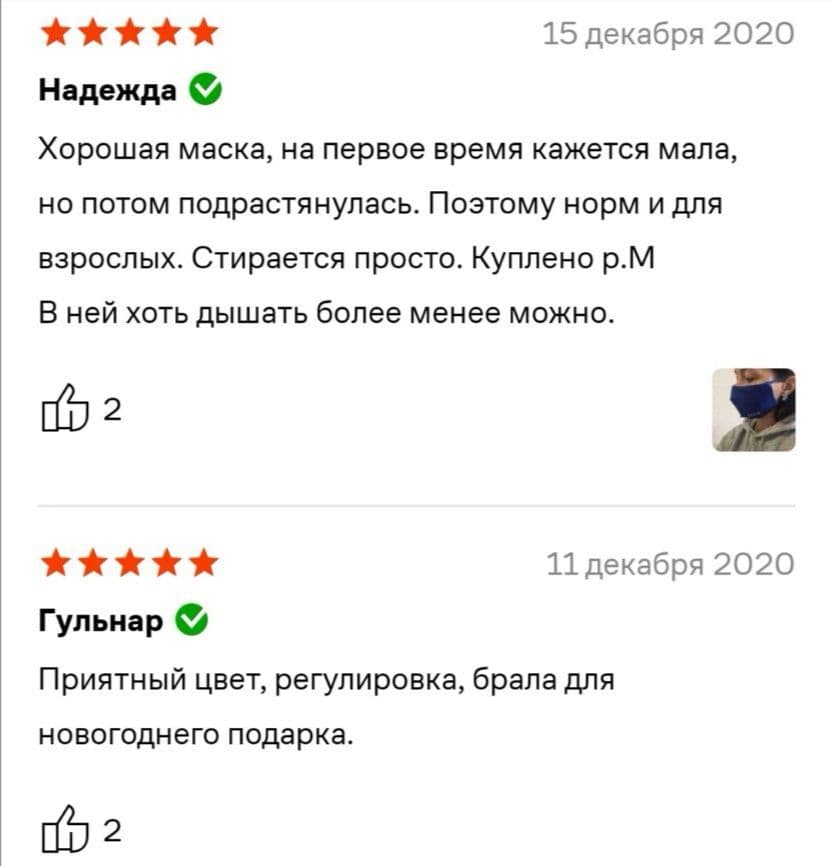 15 декабря 2020
Надежда
Хорошая маска, на первое время кажется мала,
но потом подрастянулась. Поэтому норм и для
взрослых. Стирается просто. Куплено р.М
В ней хоть дышать более менее можно.
2
11 декабря 2020
Гульнар
Приятный цвет, регулировка, брала для
новогоднего подарка.
2